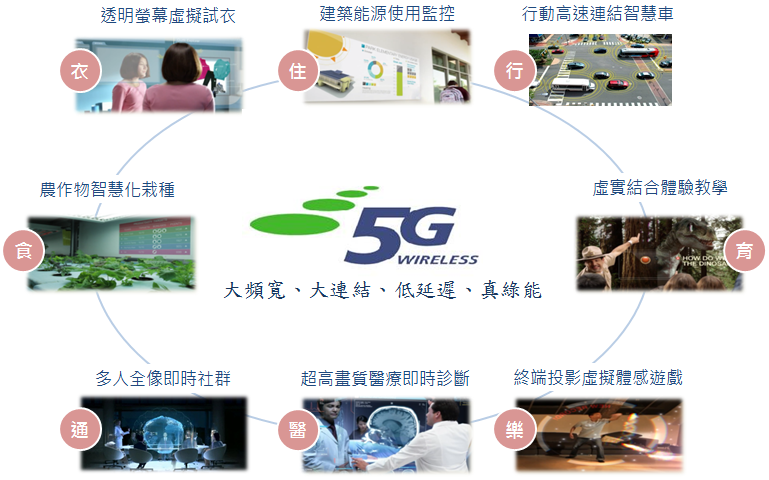 透明螢幕虛擬試衣
建築能源使用監控
行動高速連結智慧車
衣
住
行
農作物智慧化栽種
虛實結合體驗教學
食
5G
WIRELESS
HOW DO W
THE DINOSA
育
大頻寬、大連結、低延遲、真綠能
多人全像即時社群
超高畫質醫療即時診斷
終端投影虛擬體感遊戲
通
醫
樂